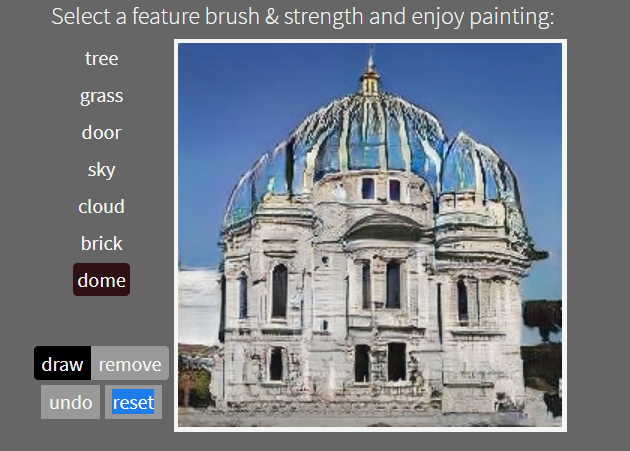 Select a feature brush & strength and enjoy painting:
tree
grass
door
sky
cloud
brick
dome
draw remove
undo reset